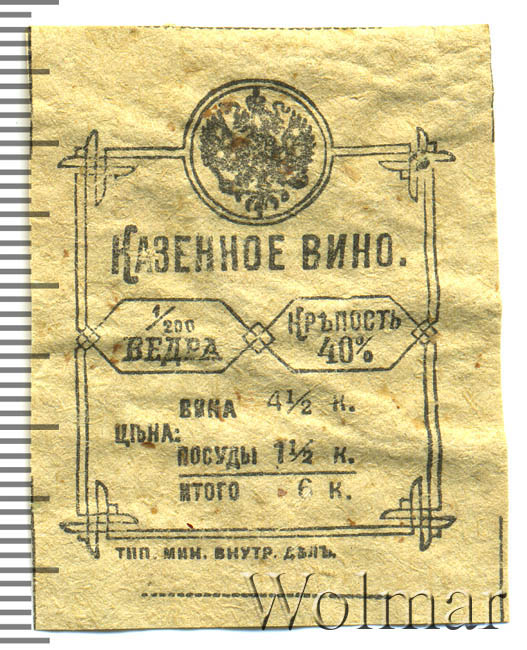 Казенное вино.
1/200
ВЕДРА
Крѣпость
40%
вина 4½ к.
Цѣна:
посуды 1½ к.
итого 6 к.
Тип. Мин. Внутр. Дѣлъ.
Wolmar